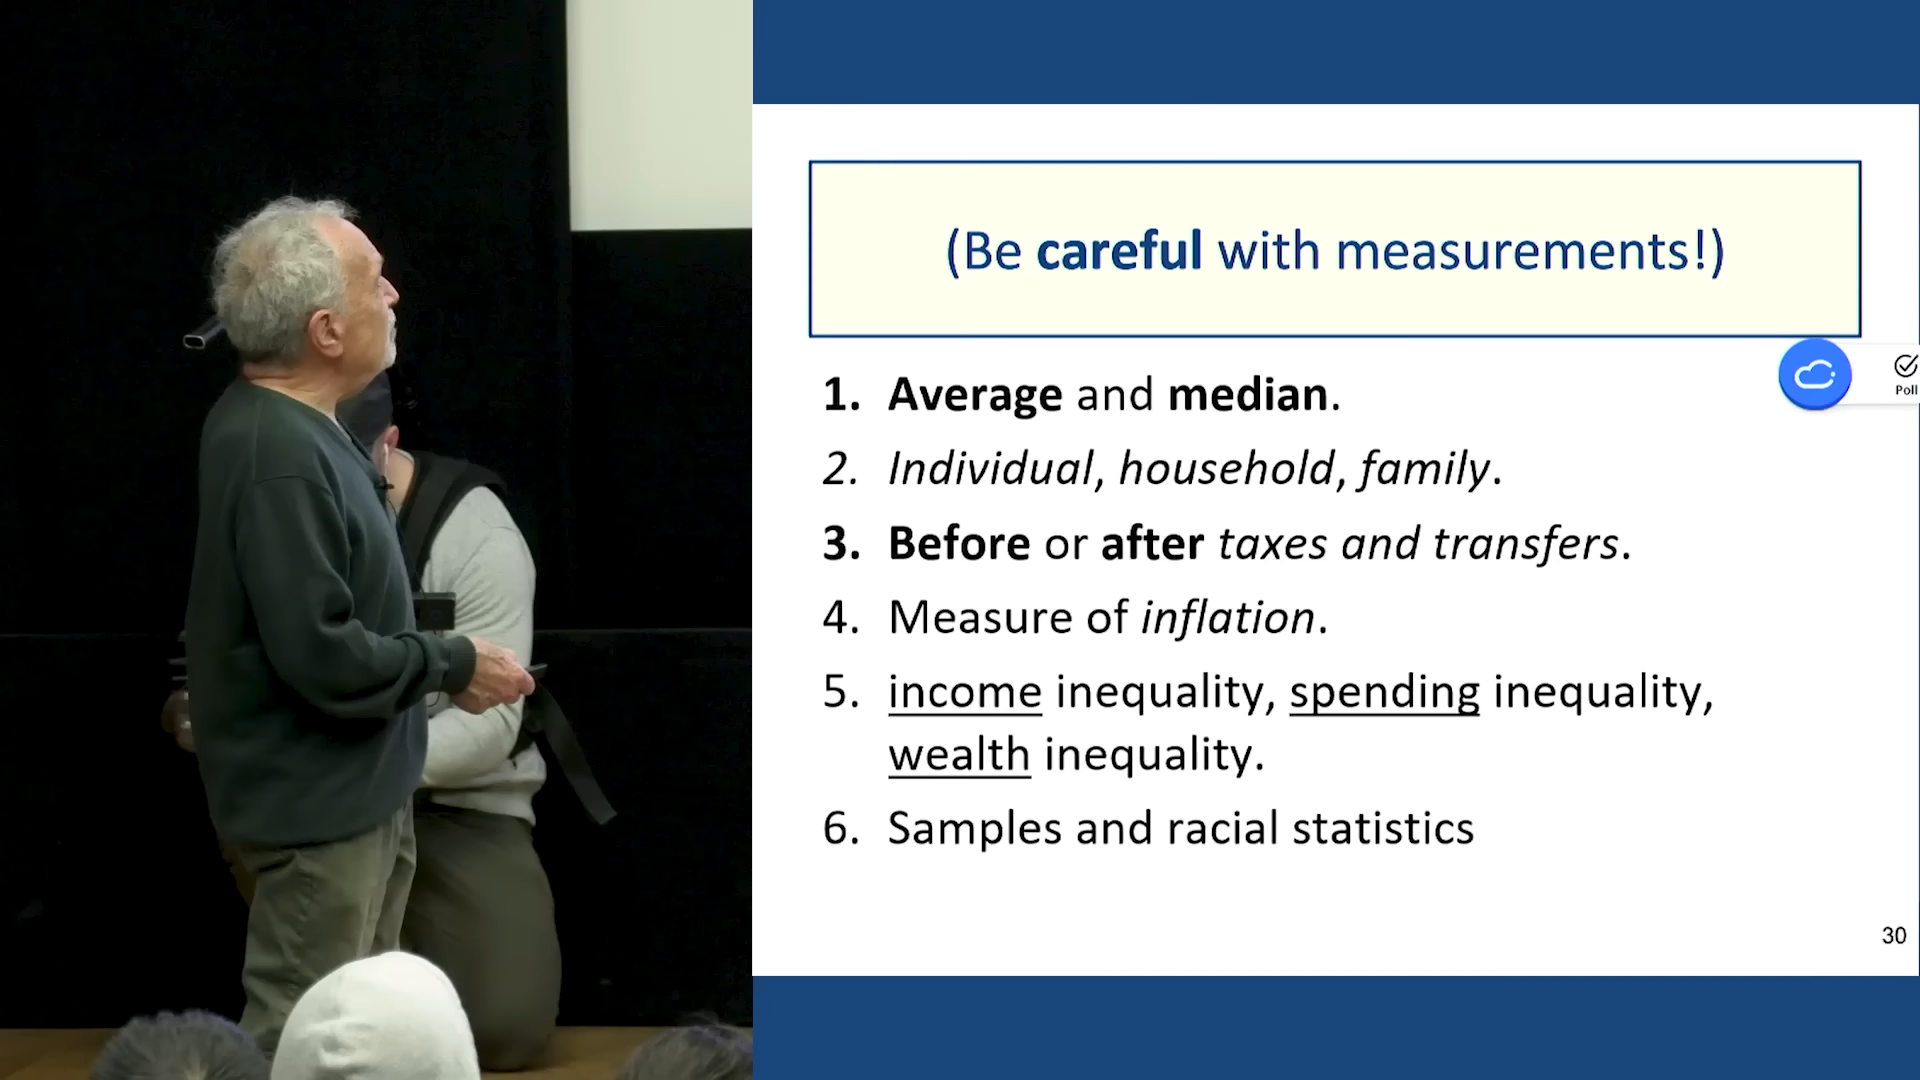 (Be careful with measurements!)
1. Average and median.
2. Individual, household, family.
3. Before or after taxes and transfers.
4. Measure of inflation.
5. income inequality, spending inequality,
wealth inequality.
6. Samples and racial statistics
Poll
30